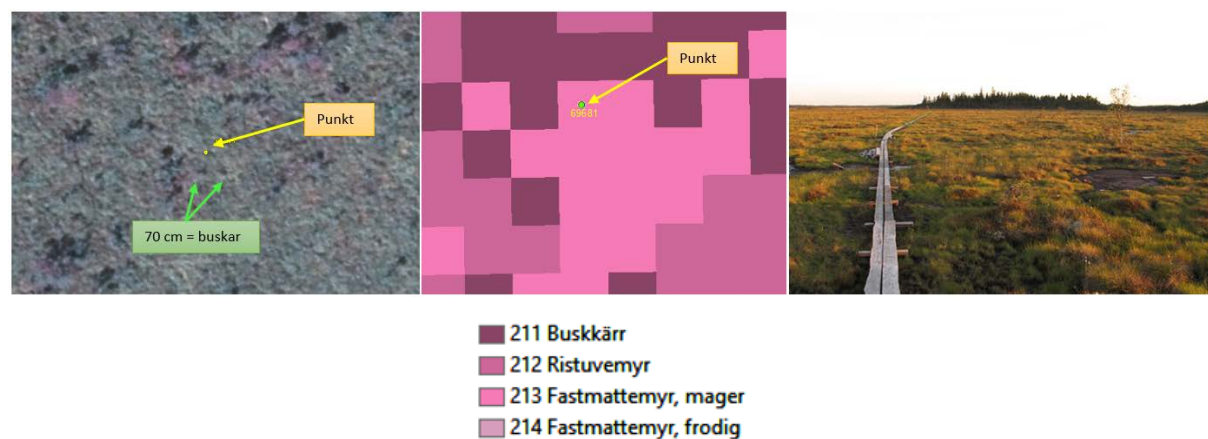 Punkt
70 cm = buskar
Punkt
69681
211 Buskkärr
212 Ristuvemyr
213 Fastmattemyr, mager
214 Fastmattemyr, frodig